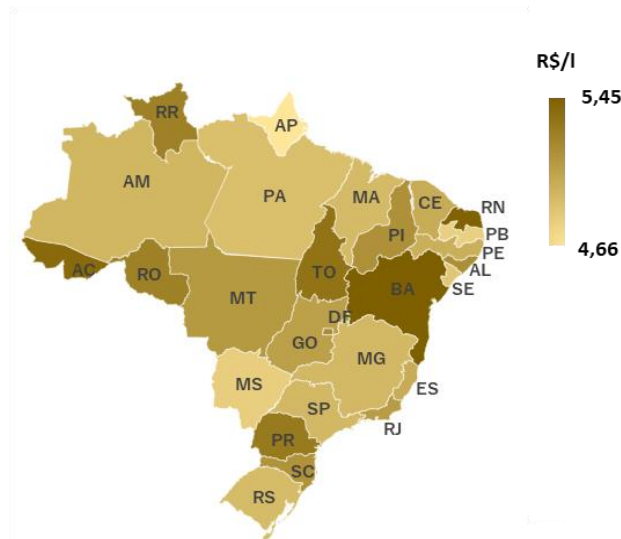 R$/l
5,45
4,66
RR
AP
AM
PA
MA
CE
RN
PB
PE
AL
SE
PI
AC
RO
TO
BA
MT
DF
GO
MG
ES
MS
SP
RJ
PR
SC
RS